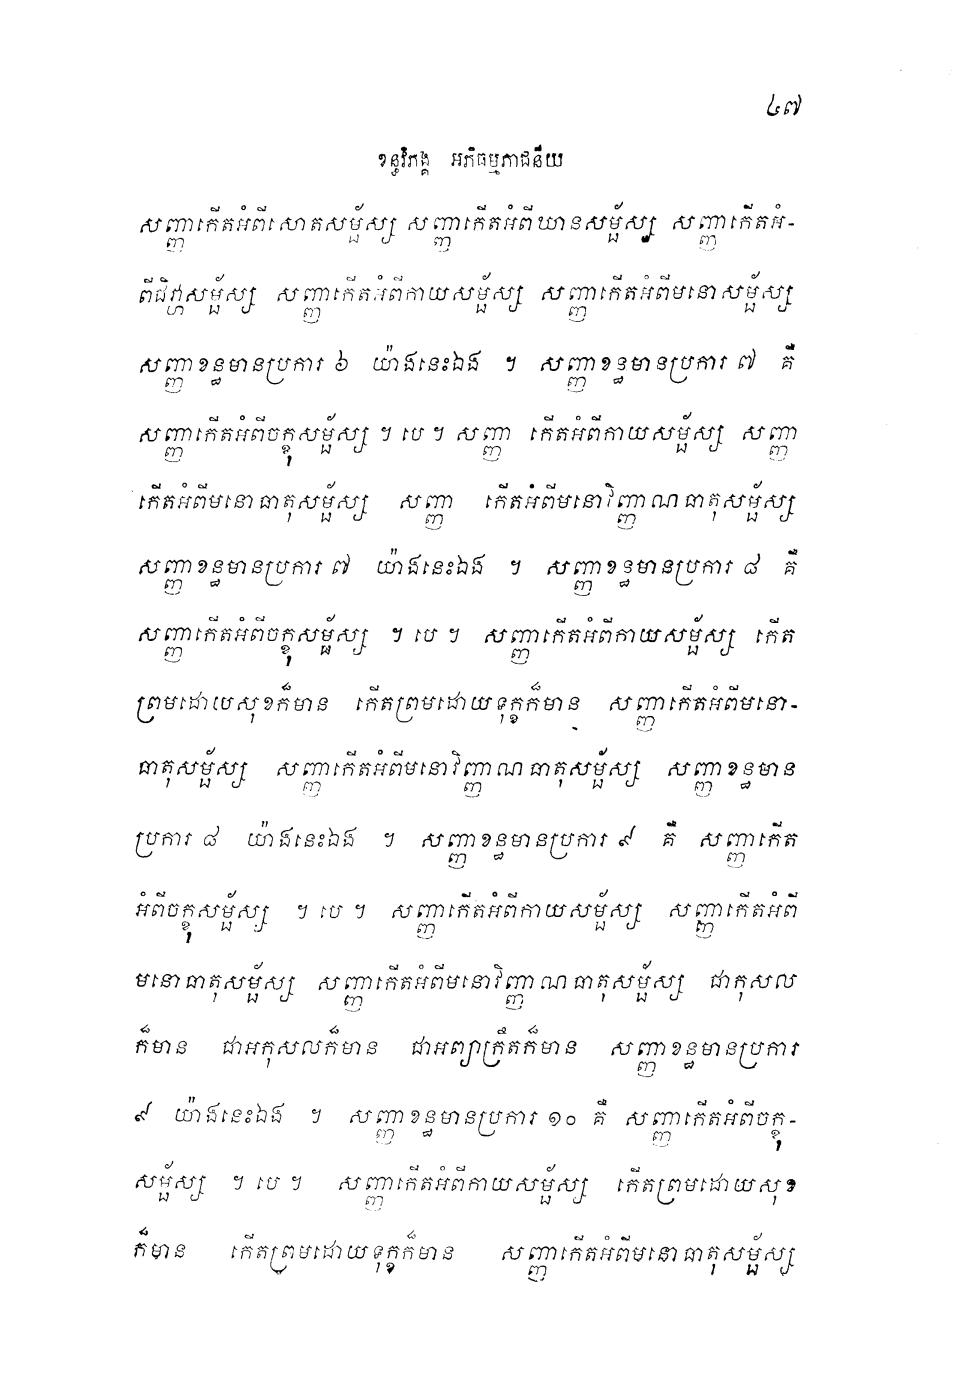 ៤៧
ខន្ធវិភង្គ អភិធម្មភាជនីយ
សញ្ញាកើតអំពីសោតសម្ផ័ស្ស សញ្ញាកើតអំពីឃានសម្ផ័ស្ស សញ្ញាកើតអំ-
ពីជិវ្ហាសម្ផ័ស្ស សញ្ញាកើតអំពីកាយសម្ផ័ស្ស សញ្ញាកើតអំពីមនោសម្ផ័ស្ស
សញ្ញាខន្ធមានប្រការ ៦ យ៉ាងនេះឯង ។ សញ្ញាខន្ធមានប្រការ ៧ គឺ
សញ្ញាកើតអំពីចក្ខុសម្ផ័ស្ស ។ បេ ។ សញ្ញា កើតអំពីកាយសម្ផ័ស្ស សញ្ញា
កើតអំពីមនោធាតុសម្ផ័ស្ស សញ្ញា កើតអំពីមនោវិញ្ញាណធាតុសម្ផ័ស្ស
សញ្ញាខន្ធមានប្រការ ៧ យ៉ាងនេះឯង ។ សញ្ញាខន្ធមានប្រការ ៨ គឺ
សញ្ញាកើតអំពីចក្ខុសម្ផ័ស្ស ។ បេ ។ សញ្ញាកើតអំពីកាយសម្ផ័ស្ស កើត
ព្រមដោយសុខក៏មាន កើតព្រមដោយទុក្ខក៏មាន សញ្ញាកើតអំពីមនោ-
ធាតុសម្ផ័ស្ស សញ្ញាកើតអំពីមនោវិញ្ញាណធាតុសម្ផ័ស្ស សញ្ញាខន្ធមាន
ប្រការ ៨ យ៉ាងនេះឯង ។ សញ្ញាខន្ធមានប្រការ ៩ គឺ សញ្ញាកើត
អំពីចក្ខុសម្ផ័ស្ស ។ បេ ។ សញ្ញាកើតអំពីកាយសម្ផ័ស្ស សញ្ញាកើតអំពី
មនោធាតុសម្ផ័ស្ស សញ្ញាកើតអំពីមនោវិញ្ញាណធាតុសម្ផ័ស្ស ជាកុសល
ក៏មាន ជាអកុសលក៏មាន ជាអព្យាក្រឹតក៏មាន សញ្ញាខន្ធមានប្រការ
៩ យ៉ាងនេះឯង ។ សញ្ញាខន្ធមានប្រការ ១០ គឺ សញ្ញាកើតអំពីចក្ខុ-
សម្ផ័ស្ស ។ បេ ។ សញ្ញាកើតអំពីកាយសម្ផ័ស្ស កើតព្រមដោយសុខ
ក៏មាន កើតព្រមដោយទុក្ខក៏មាន សញ្ញាកើតអំពីមនោធាតុសម្ផ័ស្ស